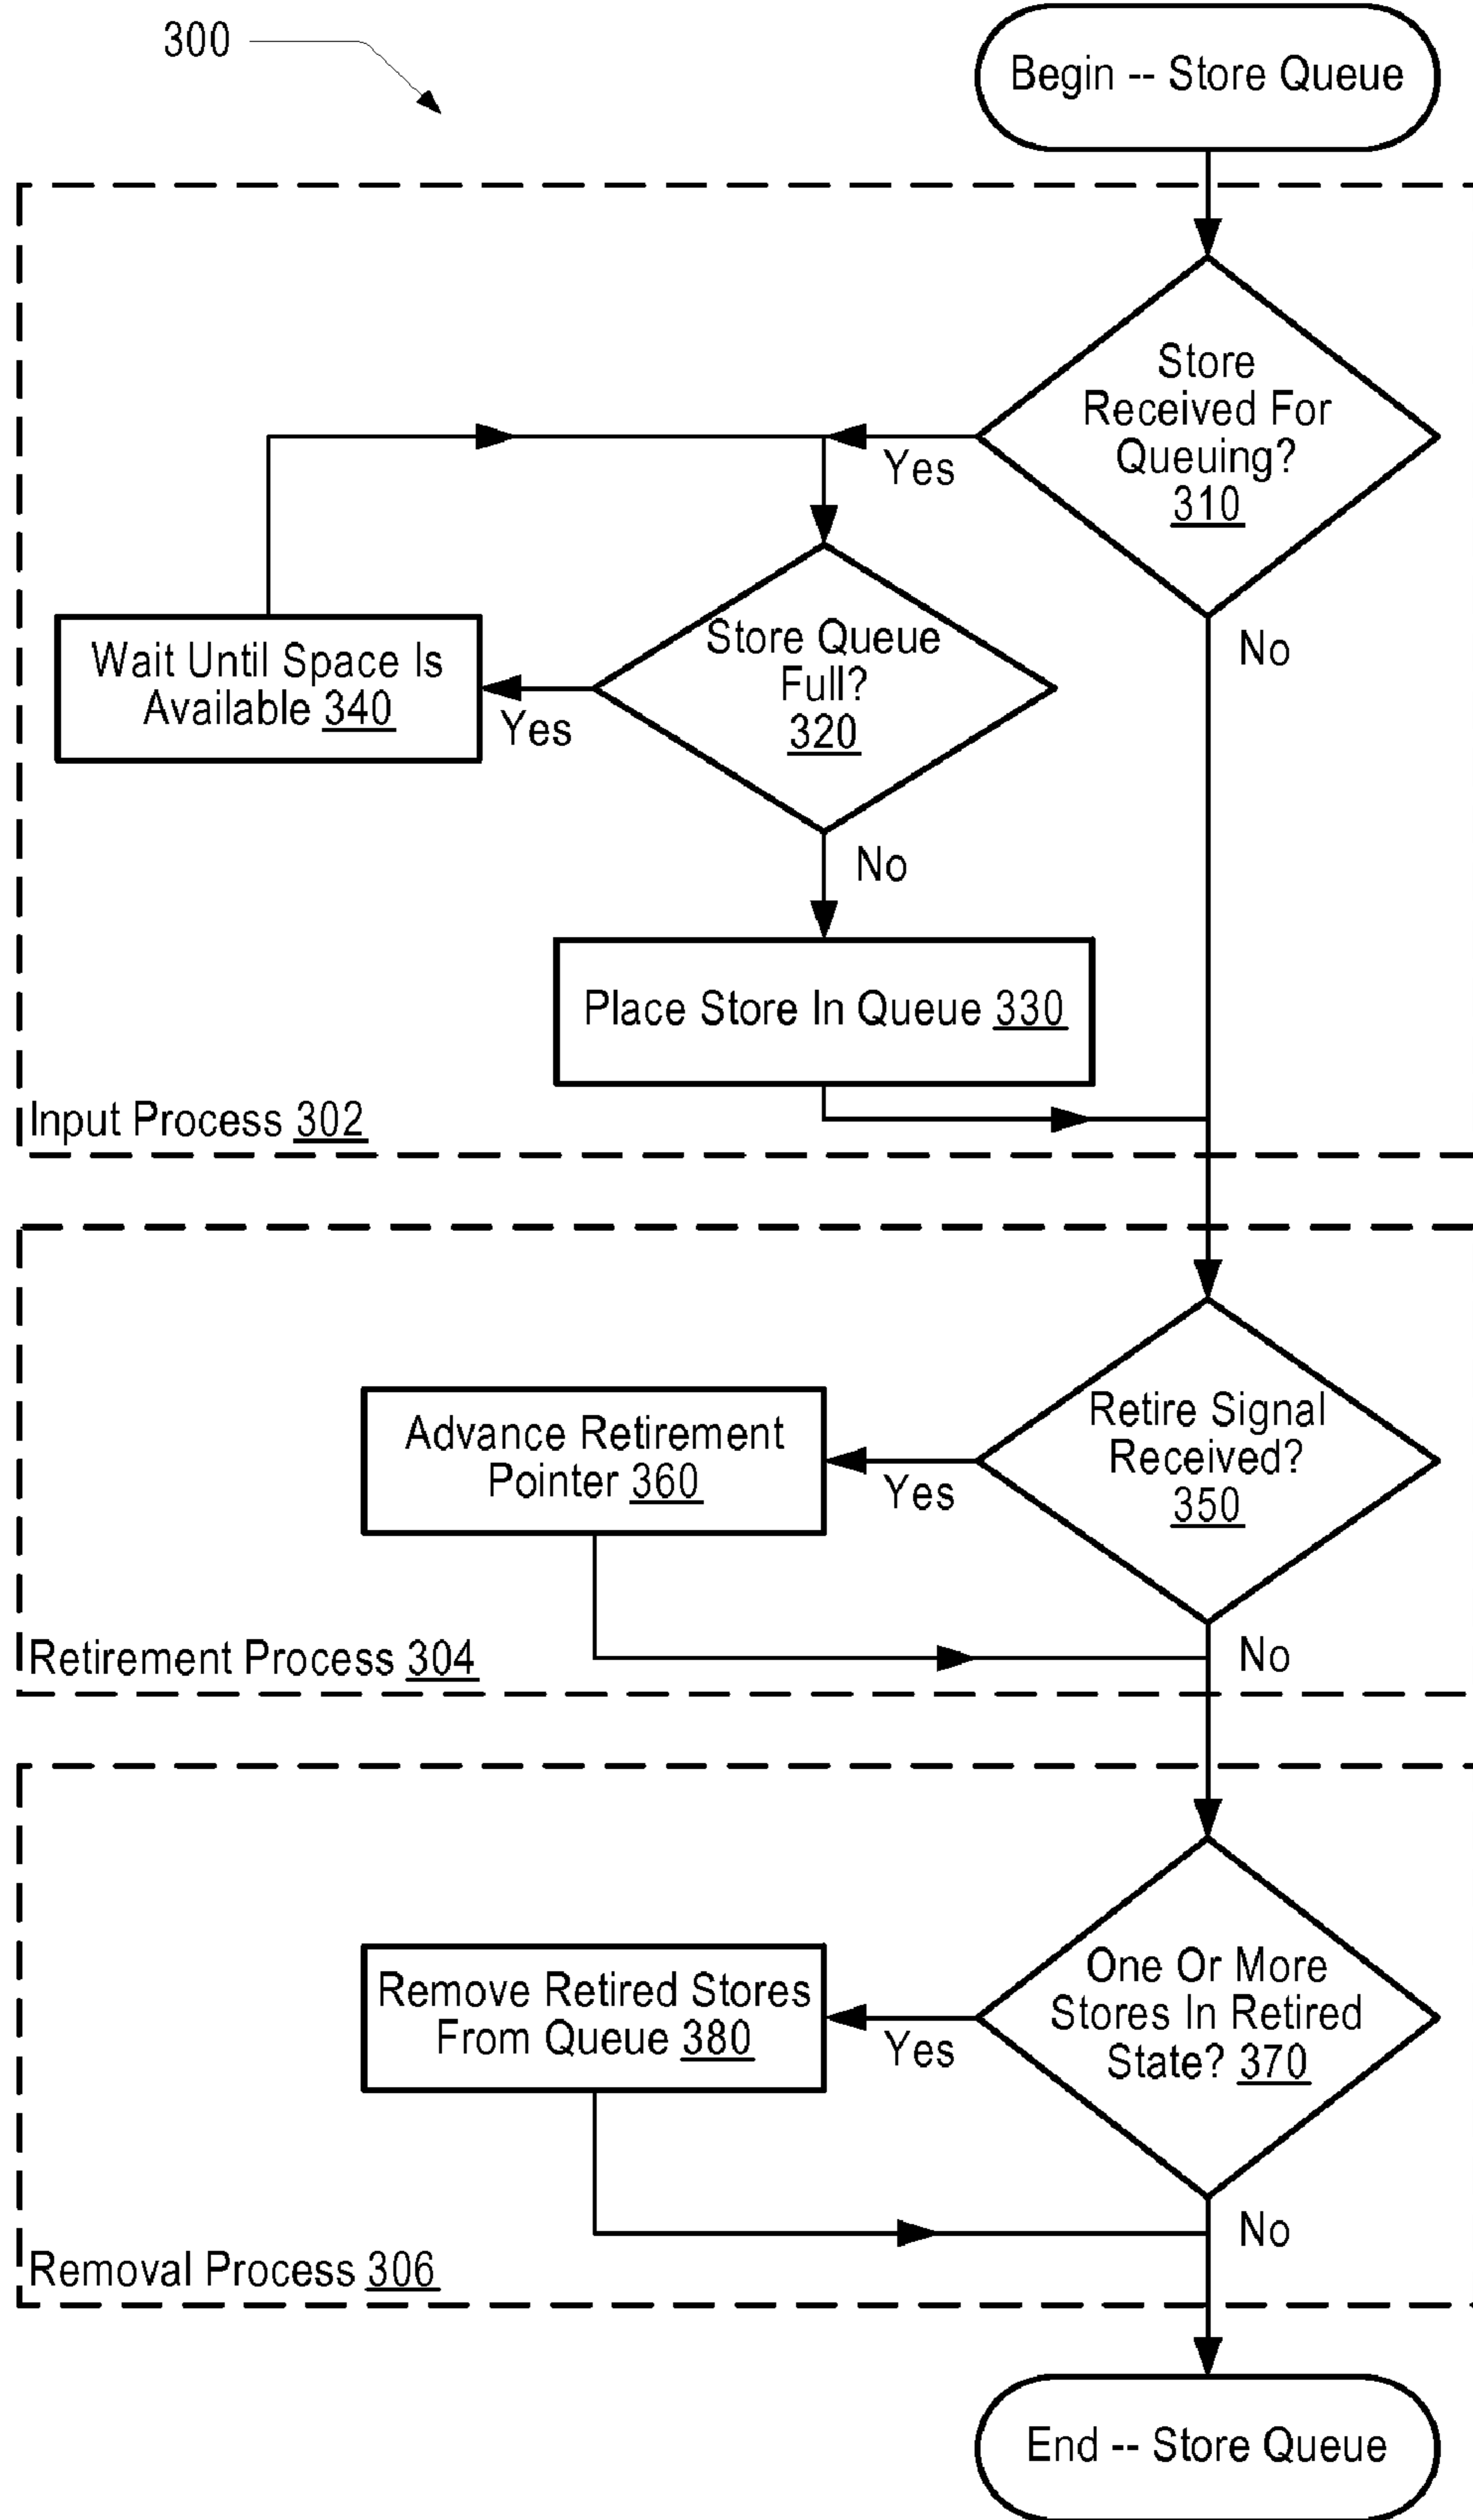 300
Begin -- Store Queue
Store
Received For
Queuing?
310
Yes
No
Store Queue
Full?
320
Wait Until Space Is
Available 340
Yes
No
Place Store In Queue 330
Input Process 302
Retire Signal
Received?
350
Advance Retirement
Pointer 360
Yes
No
Retirement Process 304
One Or More
Stores In Retired
State? 370
Remove Retired Stores
From Queue 380
Yes
No
Removal Process 306
End -- Store Queue